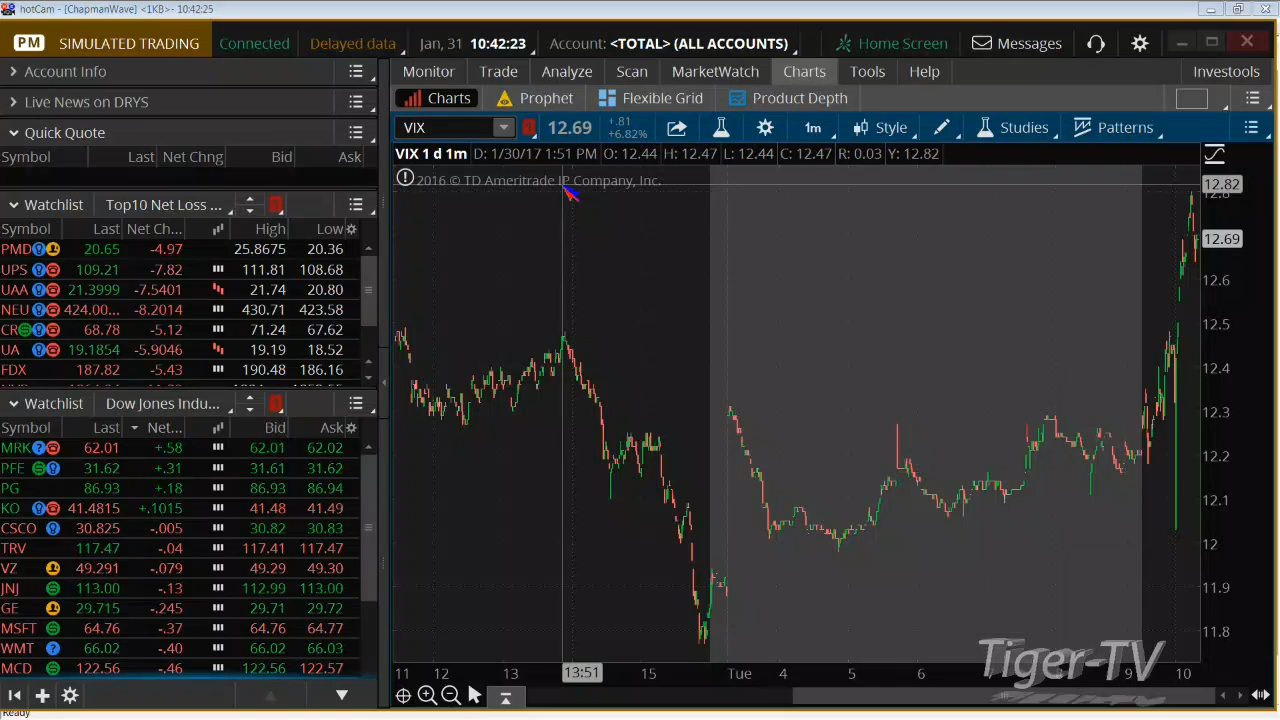 hotCam - [ChapmanWave] <1KB>- 10:42:25
PM SIMULATED TRADING Connected Delayed data Jan, 31 10:42:23 Account: <TOTAL> (ALL ACCOUNTS) Home Screen Messages
Account Info
Live News on DRYS
Quick Quote
Symbol Last Net Chng Bid Ask
Watchlist Top10 Net Loss ...
Symbol Last Net Ch... High Low
PMD 20.65 -4.97 25.8675 20.36
UPS 109.21 -7.82 111.81 108.68
UAA 21.3999 -7.5401 21.74 20.80
NEU 424.00... -8.2014 430.71 423.58
CR 68.78 -5.12 71.24 67.62
UA 19.1854 -5.9046 19.19 18.52
FDX 187.82 -5.43 190.48 186.16
Watchlist Dow Jones Indu...
Symbol Last Net... Bid Ask
MRK 62.01 +.58 62.01 62.02
PFE 31.62 +.31 31.61 31.62
PG 86.93 +.18 86.93 86.94
KO 41.4815 +.1015 41.48 41.49
CSCO 30.825 -.005 30.82 30.83
TRV 117.47 -.04 117.41 117.47
VZ 49.291 -.079 49.29 49.30
JNJ 113.00 -.13 112.99 113.00
GE 29.715 -.245 29.71 29.72
MSFT 64.76 -.37 64.76 64.77
WMT 66.02 -.40 66.02 66.03
MCD 122.56 -.46 122.56 122.57
Ready
Monitor Trade Analyze Scan MarketWatch Charts Tools Help Investools
Charts Prophet Flexible Grid Product Depth
VIX 12.69 +.81 +6.82% 1m Style Studies Patterns
VIX 1 d 1m D: 1/30/17 1:51 PM O: 12.44 H: 12.47 L: 12.44 C: 12.47 R: 0.03 Y: 12.82
2016 © TD Ameritrade IP Company, Inc.
12.82
12.8
12.69
12.6
12.5
12.4
12.3
12.2
12.1
12
11.9
11.8
11 12 13 13:51 15 Tue 4 5 6 7 8 9 10
Tiger-TV